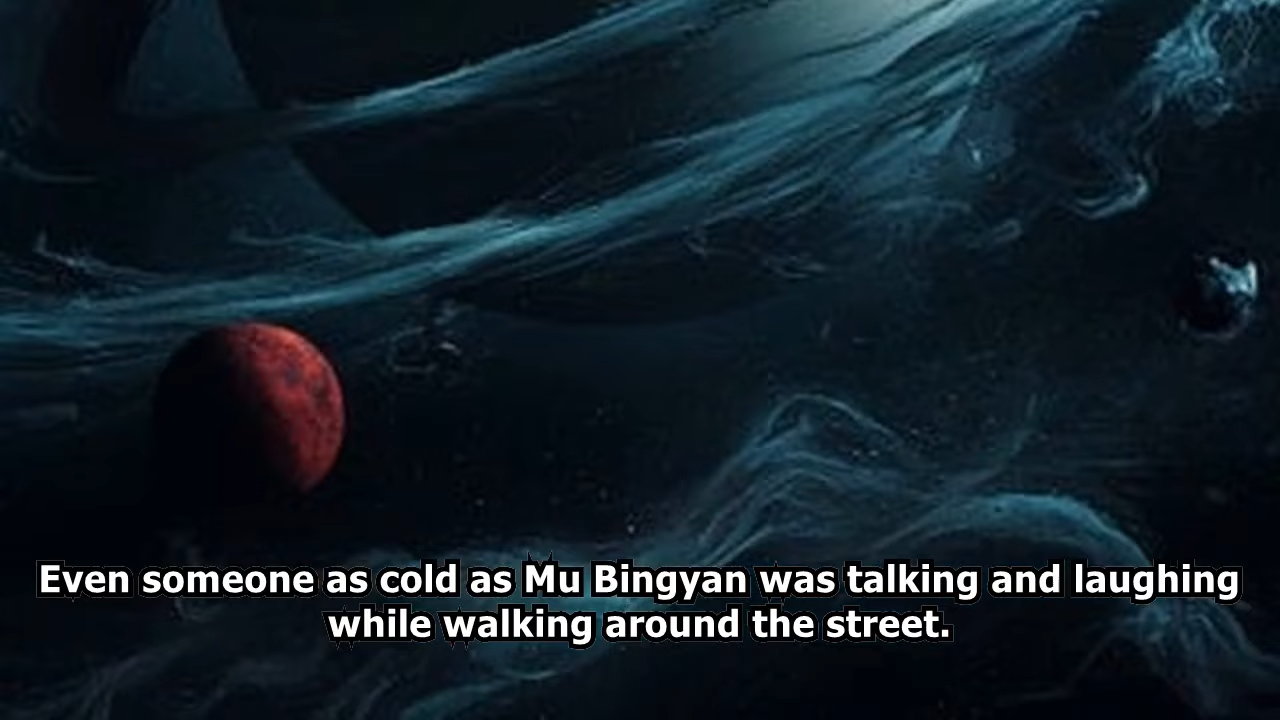 Even someone as cold as Mu Bingyan was talking and laughing
while walking around the street.